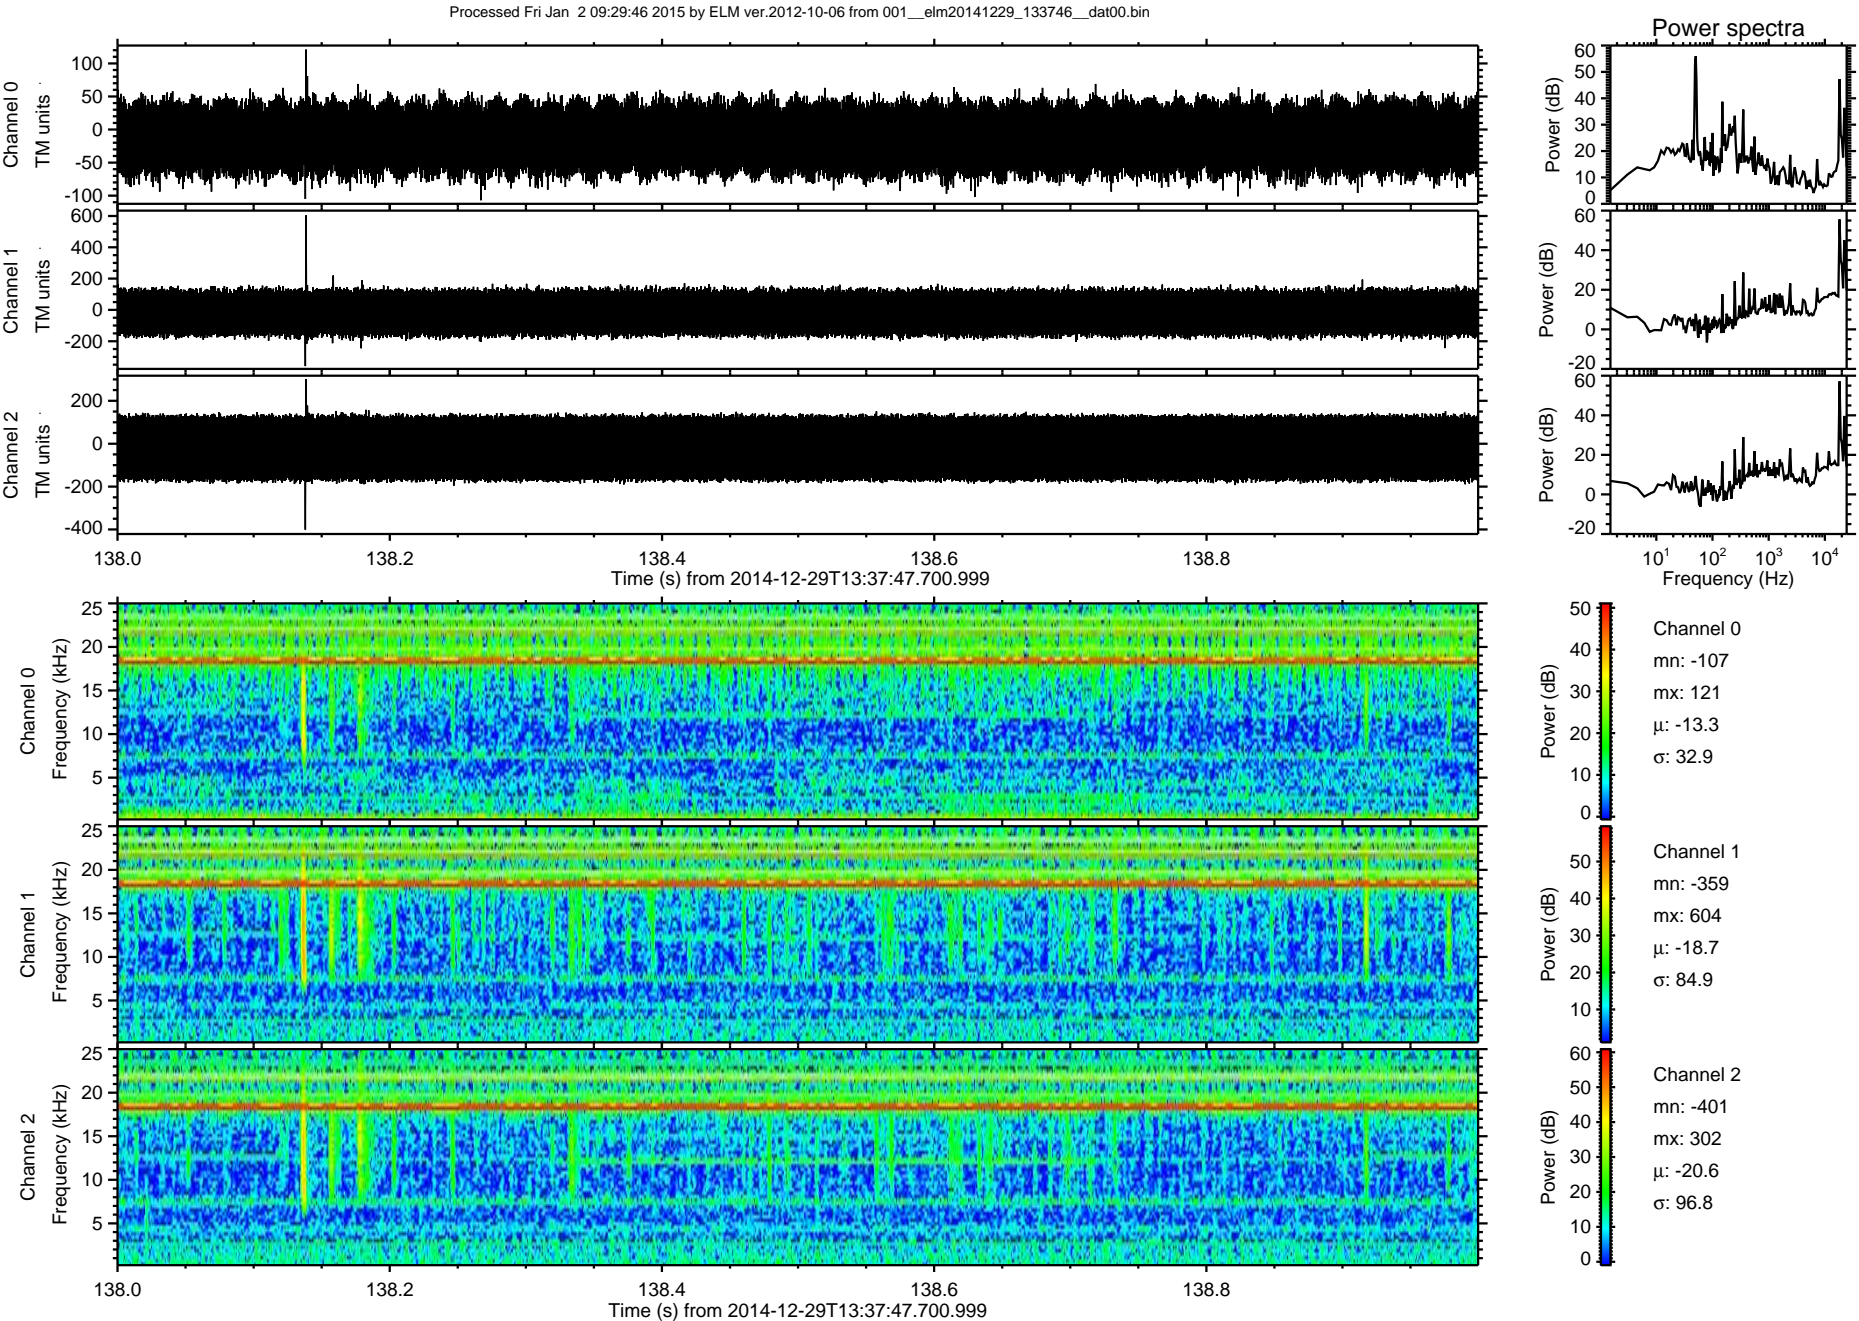 Processed Fri Jan  2 09:29:46 2015 by ELM ver.2012-10-06 from 001__elm20141229_133746__dat00.bin
Power spectra
Channel 0
TM units
100
50
0
-50
-100
Power (dB)
60
50
40
30
20
10
0
Channel 1
TM units
600
400
200
0
-200
Power (dB)
60
40
20
0
-20
Channel 2
TM units
200
0
-200
-400
Power (dB)
60
40
20
0
-20
138.0 138.2 138.4 138.6 138.8
Time (s) from 2014-12-29T13:37:47.700.999
10¹ 10² 10³ 10⁴
Frequency (Hz)
Channel 0
Frequency (kHz)
25
20
15
10
5
Power (dB)
50
40
30
20
10
0
Channel 0
mn: -107
mx: 121
μ: -13.3
σ: 32.9
Channel 1
Frequency (kHz)
25
20
15
10
5
Power (dB)
50
40
30
20
10
Channel 1
mn: -359
mx: 604
μ: -18.7
σ: 84.9
Channel 2
Frequency (kHz)
25
20
15
10
5
Power (dB)
60
50
40
30
20
10
0
Channel 2
mn: -401
mx: 302
μ: -20.6
σ: 96.8
138.0 138.2 138.4 138.6 138.8
Time (s) from 2014-12-29T13:37:47.700.999